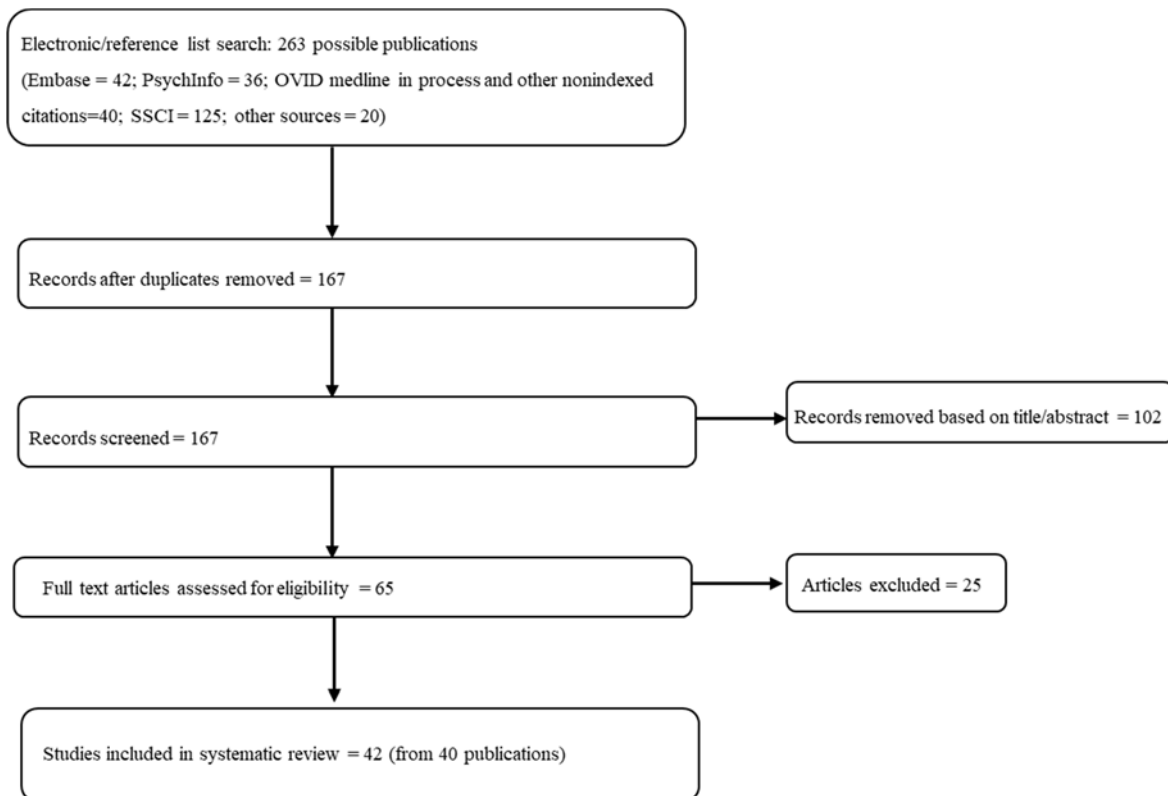 Electronic/reference list search: 263 possible publications
(Embase = 42; PsychInfo = 36; OVID medline in process and other nonindexed
citations=40; SSCI = 125; other sources = 20)
Records after duplicates removed = 167
Records screened = 167
Records removed based on title/abstract = 102
Full text articles assessed for eligibility = 65
Articles excluded = 25
Studies included in systematic review = 42 (from 40 publications)